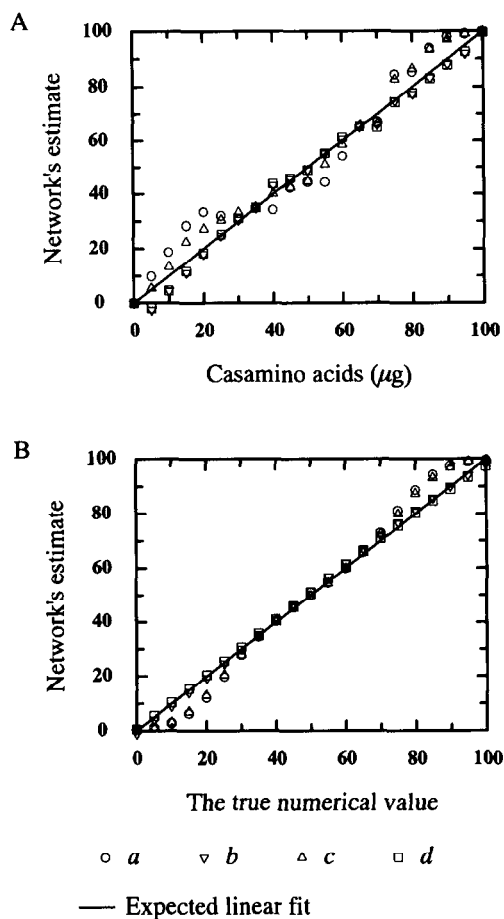 A
100
80
60
40
20
0
Network's estimate
0 20 40 60 80 100
Casamino acids (µg)
B
100
80
60
40
20
0
Network's estimate
0 20 40 60 80 100
The true numerical value
a b c d
Expected linear fit